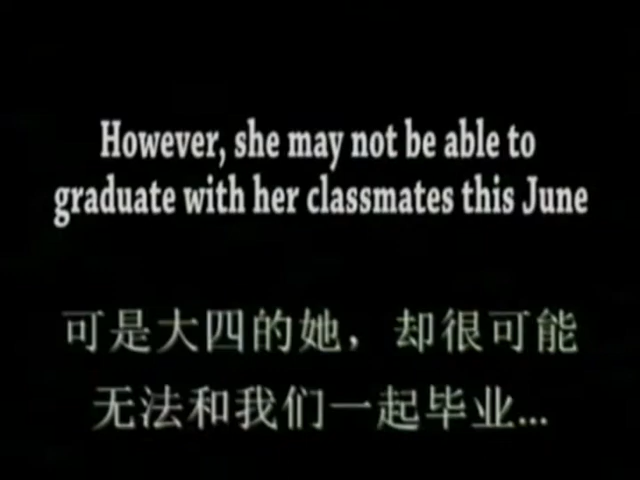 However, she may not be able to
graduate with her classmates this June
可是大四的她，却很可能
无法和我们一起毕业...